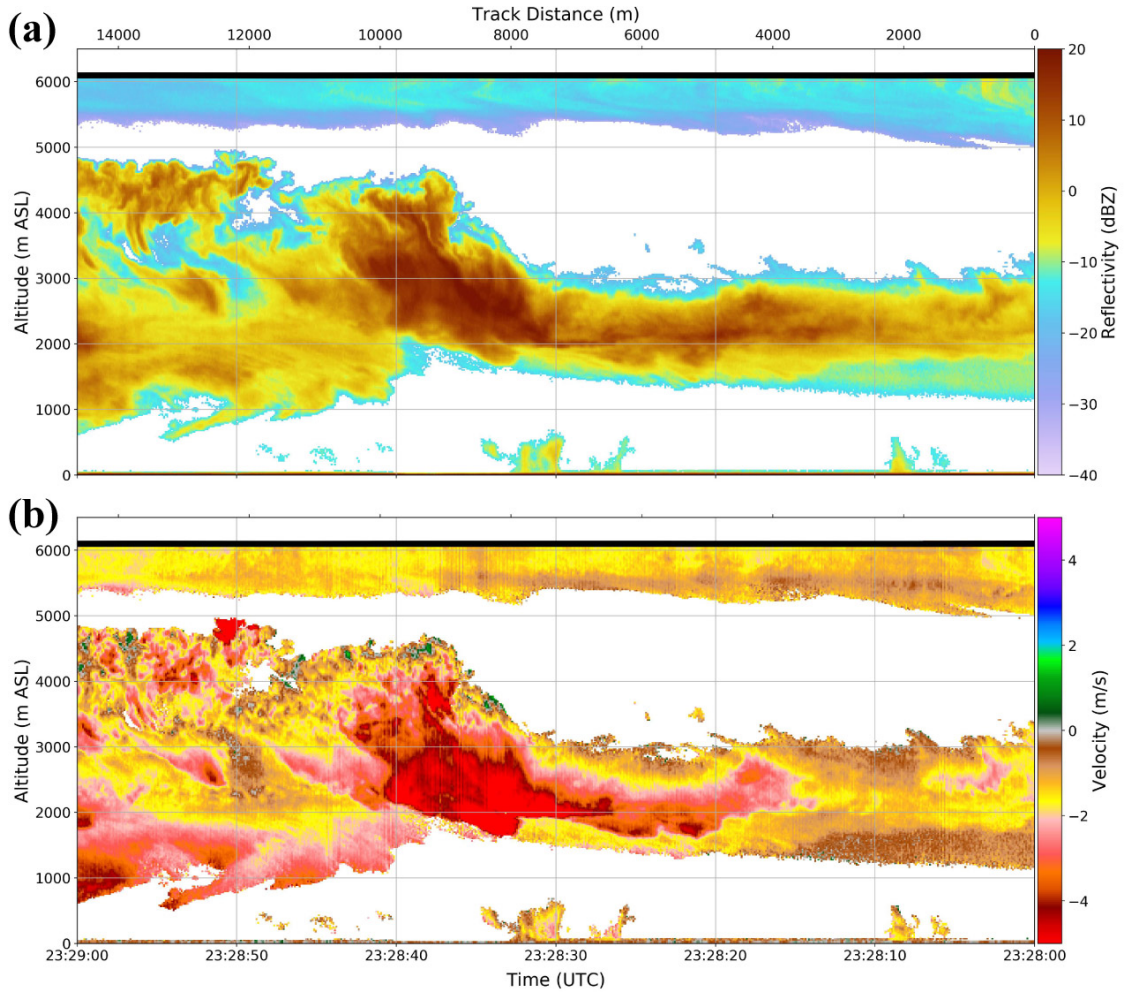 (a)
Track Distance (m)
14000 12000 10000 8000 6000 4000 2000 0
Altitude (m ASL)
6000
5000
4000
3000
2000
1000
0
Reflectivity (dBZ)
20
10
0
−10
−20
−30
−40
(b)
Altitude (m ASL)
6000
5000
4000
3000
2000
1000
0
Velocity (m/s)
4
2
0
−2
−4
23:29:00 23:28:50 23:28:40 23:28:30 23:28:20 23:28:10 23:28:00
Time (UTC)